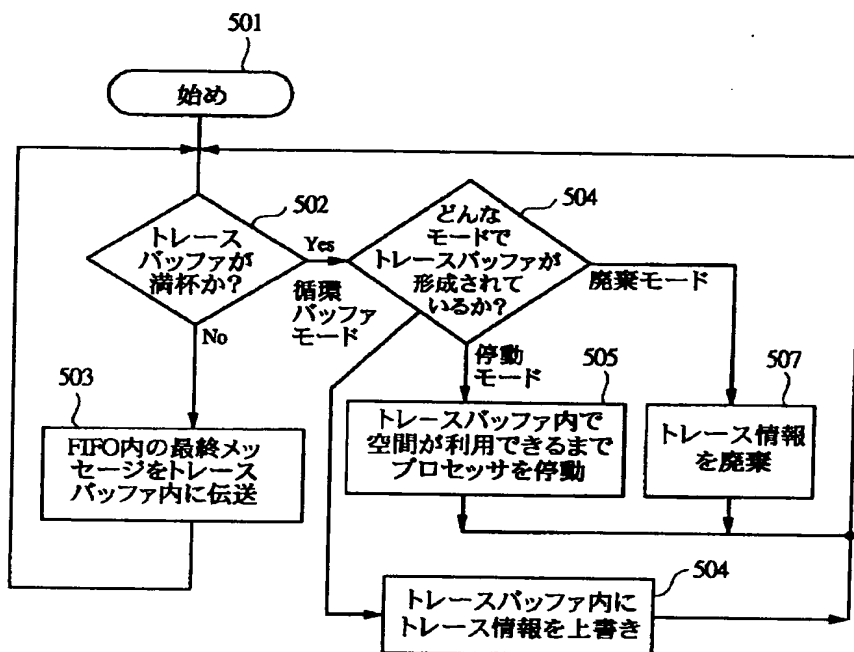 501
始め
502
トレース
バッファが
満杯か?
Yes
No
504
どんな
モードで
トレースバッファが
形成されて
いるか?
循環
バッファ
モード
廃棄モード
停動
モード
503
FIFO内の最終メッ
セージをトレース
バッファ内に伝送
505
トレースバッファ内で
空間が利用できるまで
プロセッサを停動
507
トレース情報
を廃棄
504
トレースバッファ内に
トレース情報を上書き